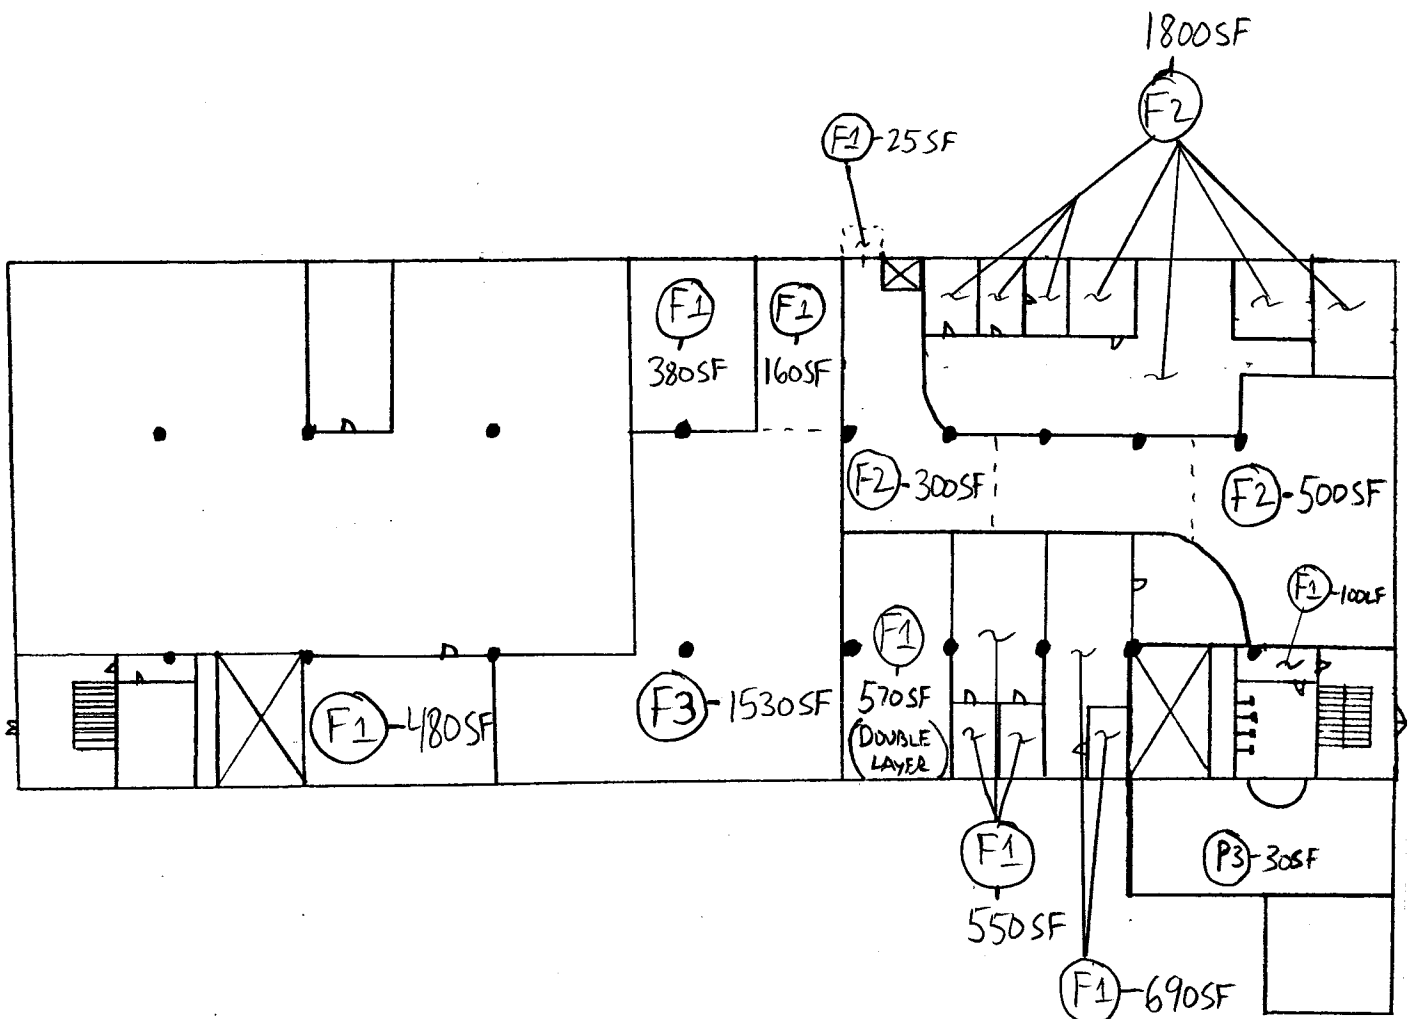 1800SF
F2
F1 -25SF
F1
380SF
F1
160SF
F2 -300SF
F2 -500SF
F1 -100LF
F1
570SF
(DOUBLE
LAYER)
F1 -480SF
F3 -1530SF
F1
550SF
P3 -30SF
F1 -690SF